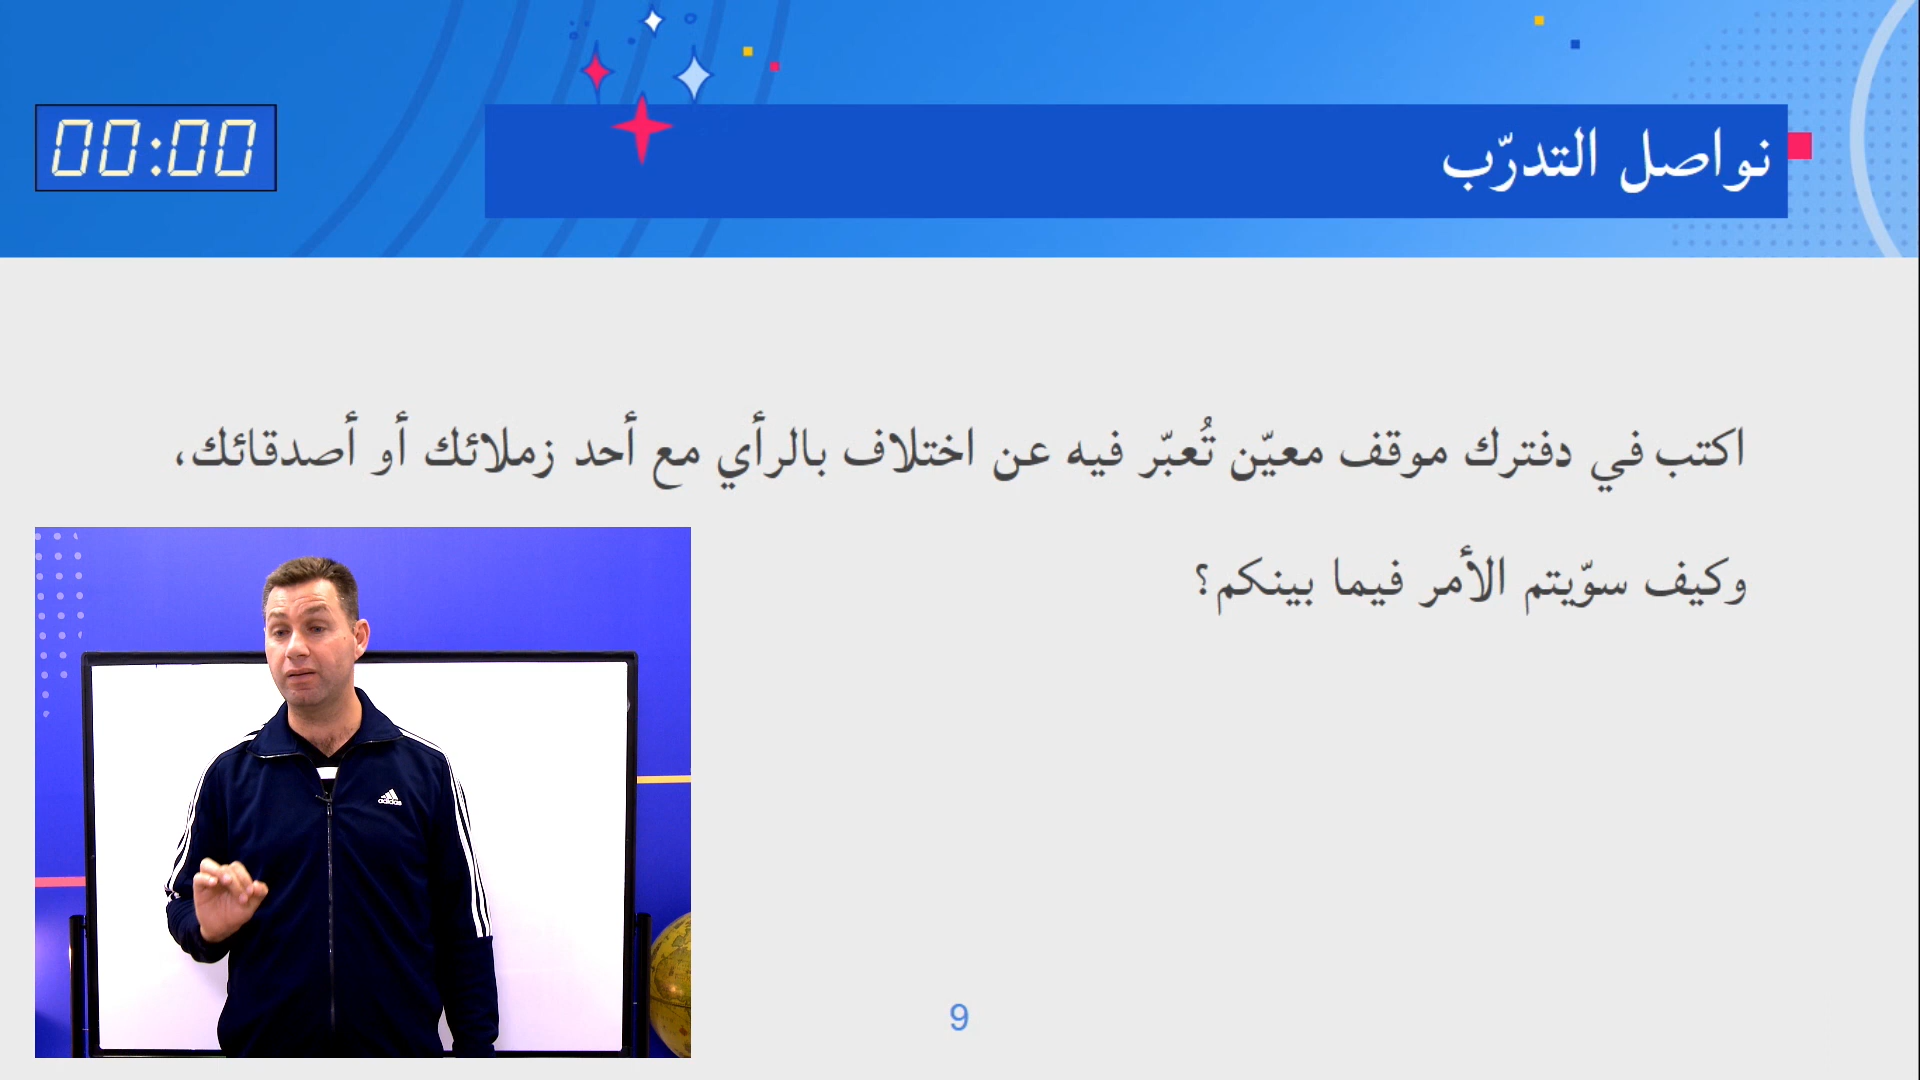 00:00
نواصل التدرّب
اكتب في دفترك موقف معيّن تُعبّر فيه عن اختلاف بالرأي مع أحد زملائك أو أصدقائك،
وكيف سوّيتم الأمر فيما بينكم؟
adidas
9